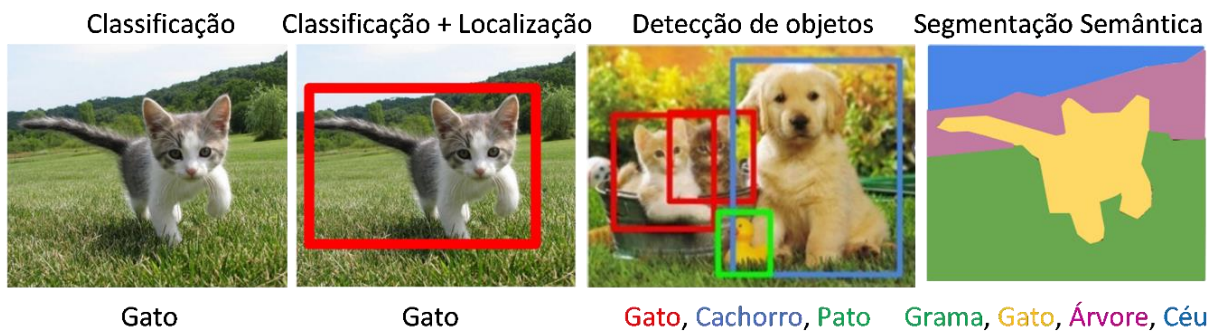 Classificação
Classificação + Localização
Detecção de objetos
Segmentação Semântica
Gato
Gato
Gato, Cachorro, Pato
Grama, Gato, Árvore, Céu